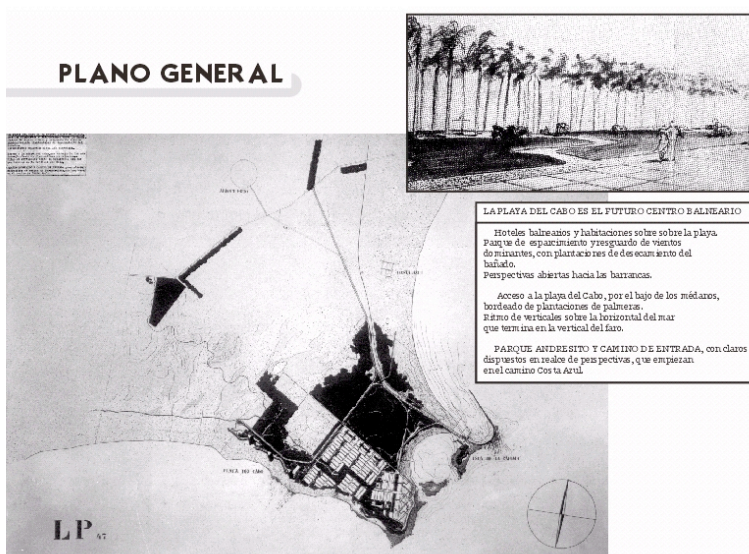 PLANO GENERAL
LA PLAYA DEL CABO ES EL FUTURO CENTRO BALNEARIO
Hoteles balnearios y habitaciones sobre sobre la playa.
Parque de esparcimiento y resguardo de vientos
dominantes, con plantaciones de desecamiento del
bañado.
Perspectivas abiertas hacia las barrancas.
Acceso a la playa del Cabo, por el bajo de los médanos,
bordeado de plantaciones de palmeras.
Ritmo de verticales sobre la horizontal del mar
que termina en la vertical del faro.
PARQUE ANDRESITO Y CAMINO DE ENTRADA, con claros
dispuestos en realce de perspectivas, que empiezan
en el camino Costa Azul.
PLAYA DEL CABO
LP 47